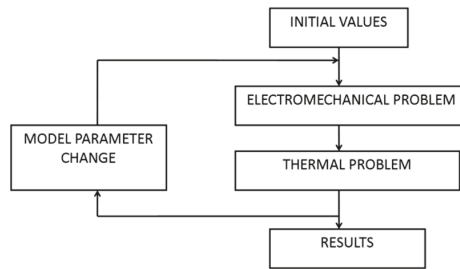 INITIAL VALUES
ELECTROMECHANICAL PROBLEM
MODEL PARAMETER
CHANGE
THERMAL PROBLEM
RESULTS